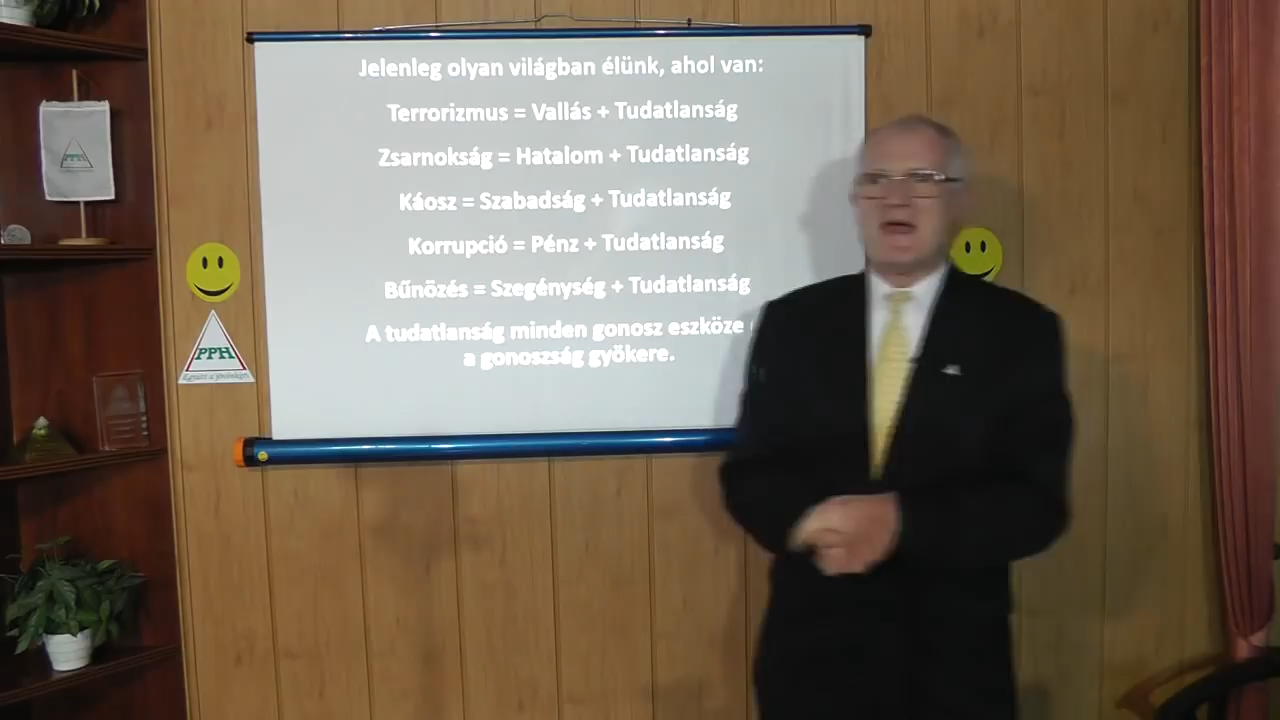 Jelenleg olyan világban élünk, ahol van:
Terrorizmus = Vallás + Tudatlanság
Zsarnokság = Hatalom + Tudatlanság
Káosz = Szabadság + Tudatlanság
Korrupció = Pénz + Tudatlanság
Bűnözés = Szegénység + Tudatlanság
A tudatlanság minden gonosz eszköze
a gonoszság gyökere.
PPH
PPH